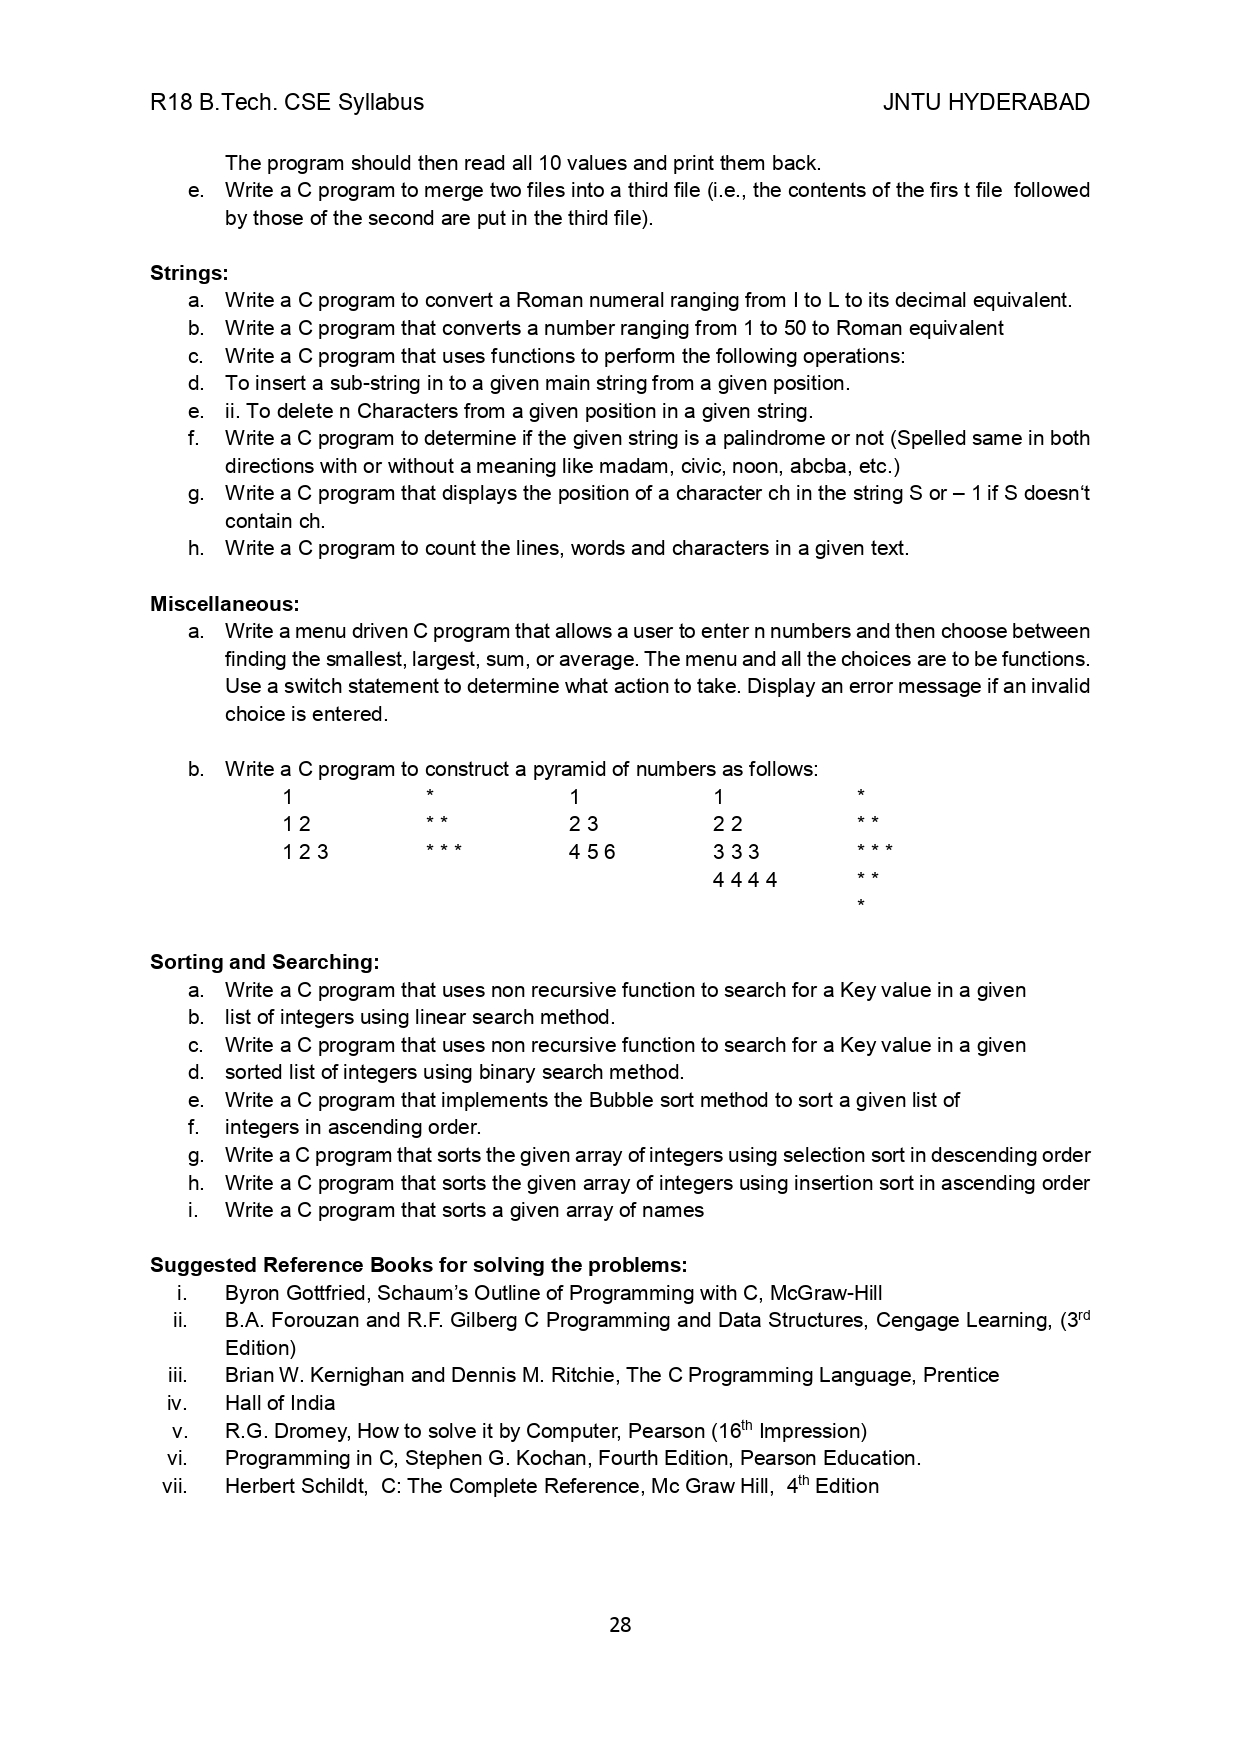 R18 B.Tech. CSE Syllabus JNTU HYDERABAD
The program should then read all 10 values and print them back.
e. Write a C program to merge two files into a third file (i.e., the contents of the firs t file followed
by those of the second are put in the third file).
Strings:
a. Write a C program to convert a Roman numeral ranging from I to L to its decimal equivalent.
b. Write a C program that converts a number ranging from 1 to 50 to Roman equivalent
c. Write a C program that uses functions to perform the following operations:
d. To insert a sub-string in to a given main string from a given position.
e. ii. To delete n Characters from a given position in a given string.
f. Write a C program to determine if the given string is a palindrome or not (Spelled same in both
directions with or without a meaning like madam, civic, noon, abcba, etc.)
g. Write a C program that displays the position of a character ch in the string S or – 1 if S doesn‘t
contain ch.
h. Write a C program to count the lines, words and characters in a given text.
Miscellaneous:
a. Write a menu driven C program that allows a user to enter n numbers and then choose between
finding the smallest, largest, sum, or average. The menu and all the choices are to be functions.
Use a switch statement to determine what action to take. Display an error message if an invalid
choice is entered.
b. Write a C program to construct a pyramid of numbers as follows:
1 * 1 1 *
1 2 * * 2 3 2 2 * *
1 2 3 * * * 4 5 6 3 3 3 * * *
4 4 4 4 * *
*
Sorting and Searching:
a. Write a C program that uses non recursive function to search for a Key value in a given
b. list of integers using linear search method.
c. Write a C program that uses non recursive function to search for a Key value in a given
d. sorted list of integers using binary search method.
e. Write a C program that implements the Bubble sort method to sort a given list of
f. integers in ascending order.
g. Write a C program that sorts the given array of integers using selection sort in descending order
h. Write a C program that sorts the given array of integers using insertion sort in ascending order
i. Write a C program that sorts a given array of names
Suggested Reference Books for solving the problems:
i. Byron Gottfried, Schaum’s Outline of Programming with C, McGraw-Hill
ii. B.A. Forouzan and R.F. Gilberg C Programming and Data Structures, Cengage Learning, (3rd
Edition)
iii. Brian W. Kernighan and Dennis M. Ritchie, The C Programming Language, Prentice
iv. Hall of India
v. R.G. Dromey, How to solve it by Computer, Pearson (16th Impression)
vi. Programming in C, Stephen G. Kochan, Fourth Edition, Pearson Education.
vii. Herbert Schildt, C: The Complete Reference, Mc Graw Hill, 4th Edition
28